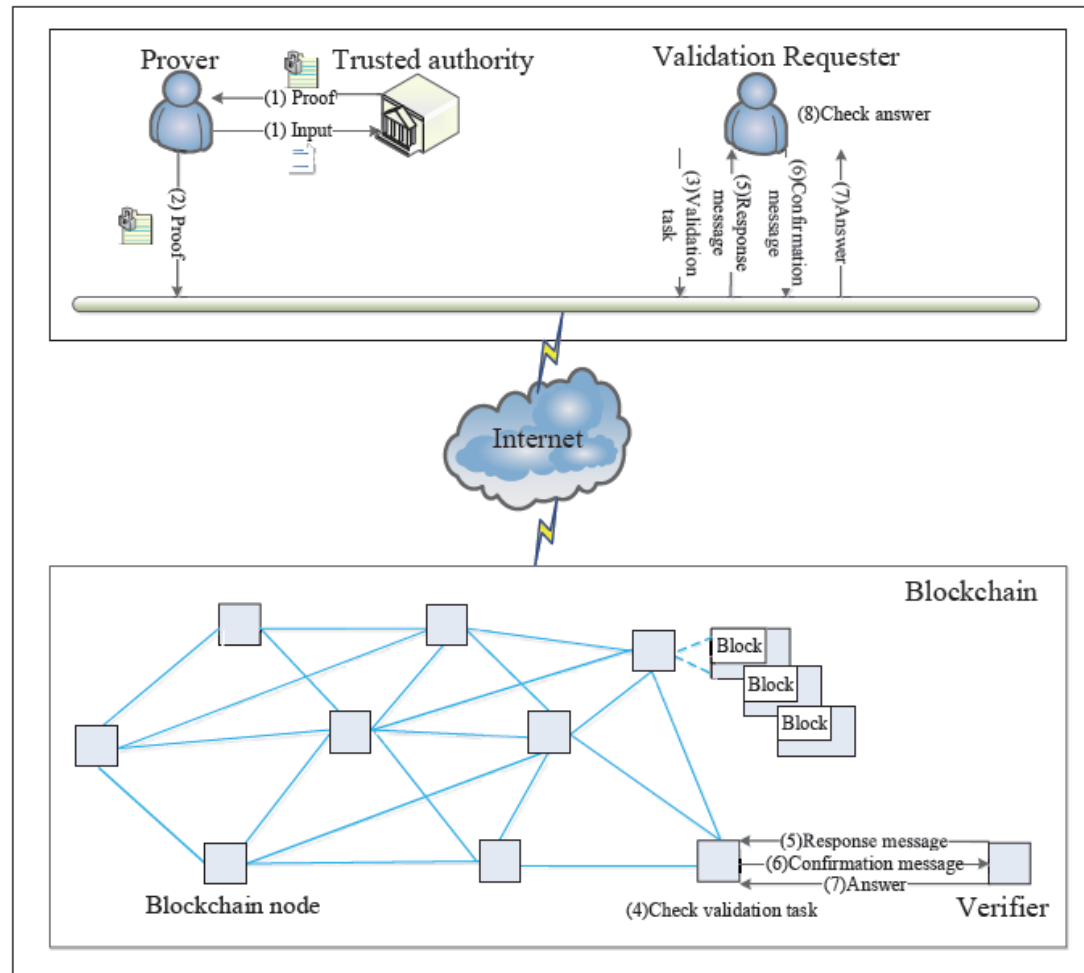 Prover
Trusted authority
Validation Requester
(1) Proof
(1) Input
(2) Proof
(8)Check answer
(3)Validation
task
(5)Response
message
(6)Confirmation
message
(7)Answer
Internet
Blockchain
Block
Block
Block
(5)Response message
(6)Confirmation message
(7)Answer
Blockchain node
(4)Check validation task
Verifier